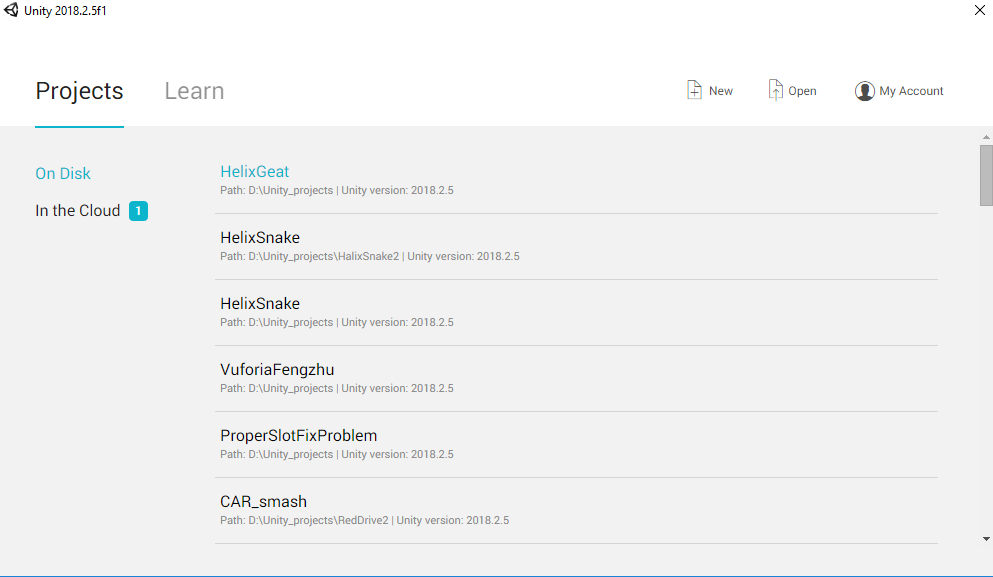 Unity 2018.2.5f1
Projects
Learn
New
Open
My Account
On Disk
In the Cloud 1
HelixGeat
Path: D:\Unity_projects | Unity version: 2018.2.5
HelixSnake
Path: D:\Unity_projects\HalixSnake2 | Unity version: 2018.2.5
HelixSnake
Path: D:\Unity_projects | Unity version: 2018.2.5
VuforiaFengzhu
Path: D:\Unity_projects | Unity version: 2018.2.5
ProperSlotFixProblem
Path: D:\Unity_projects | Unity version: 2018.2.5
CAR_smash
Path: D:\Unity_projects\RedDrive2 | Unity version: 2018.2.5